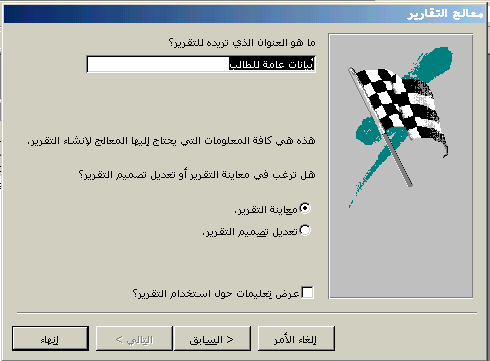 معالج التقارير
ما هو العنوان الذي تريده للتقرير؟
بيانات عامة للطالب
هذه هي كافة المعلومات التي يحتاج إليها المعالج لإنشاء التقرير.
هل ترغب في معاينة التقرير أو تعديل تصميم التقرير؟
معاينة التقرير.
تعديل تصميم التقرير.
عرض تعليمات حول استخدام التقرير؟
إلغاء الأمر
< السابق
التالي >
إنهاء